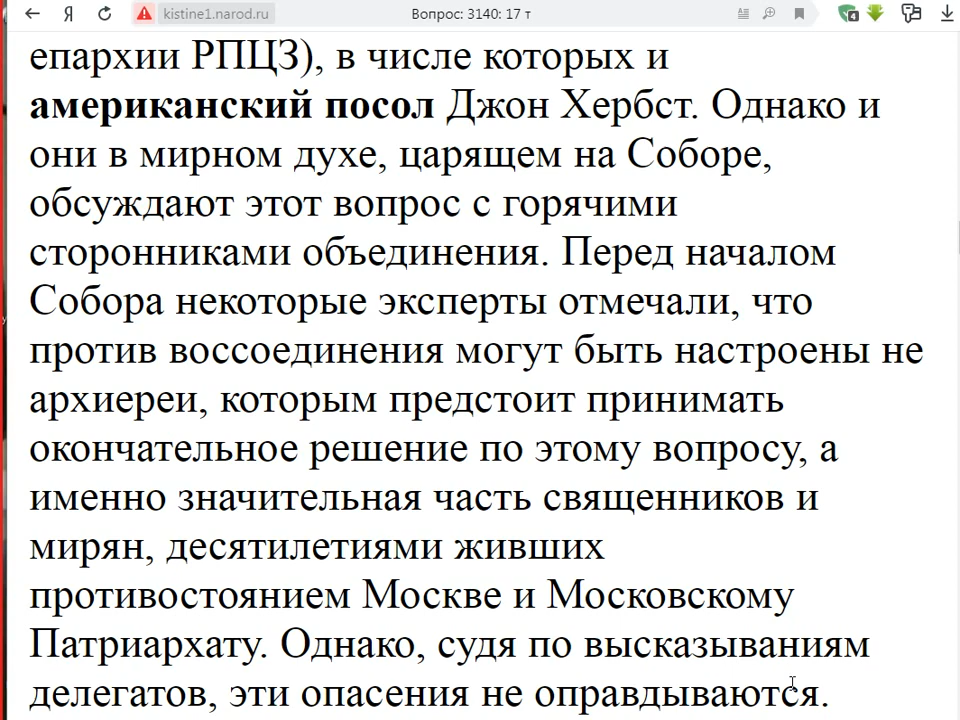 kistine1.narod.ru
Вопрос: 3140: 17 т
4
епархии РПЦЗ), в числе которых и
американский посол Джон Хербст. Однако и
они в мирном духе, царящем на Соборе,
обсуждают этот вопрос с горячими
сторонниками объединения. Перед началом
Собора некоторые эксперты отмечали, что
против воссоединения могут быть настроены не
архиереи, которым предстоит принимать
окончательное решение по этому вопросу, а
именно значительная часть священников и
мирян, десятилетиями живших
противостоянием Москве и Московскому
Патриархату. Однако, судя по высказываниям
делегатов, эти опасения не оправдываются.